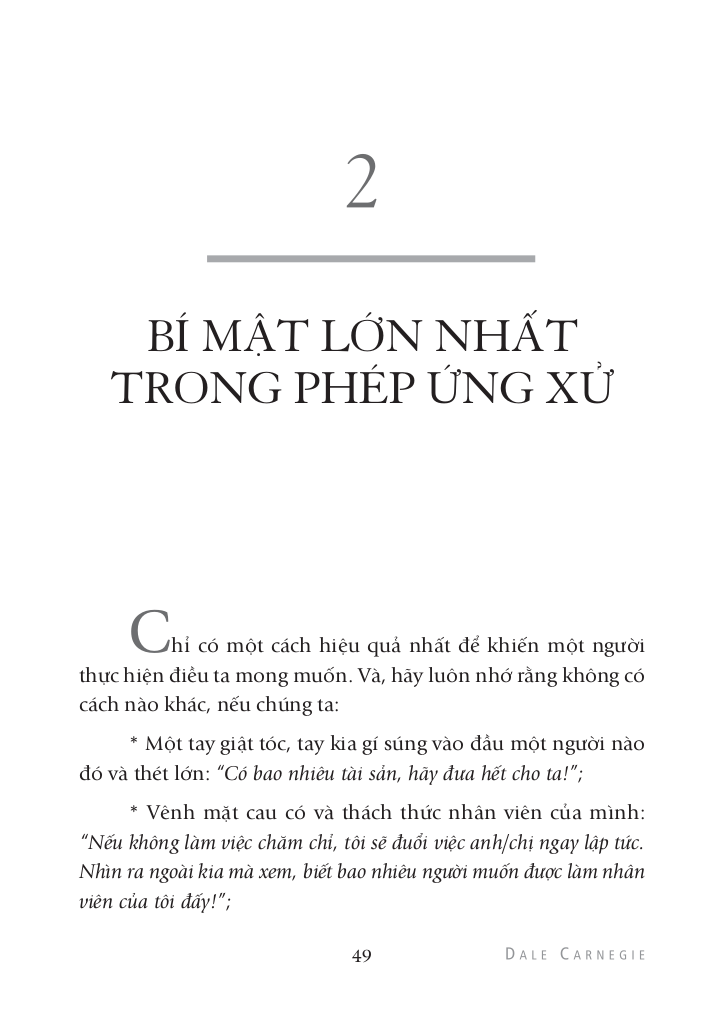 2
BÍ MẬT LỚN NHẤT
TRONG PHÉP ỨNG XỬ
Chỉ có một cách hiệu quả nhất để khiến một người
thực hiện điều ta mong muốn. Và, hãy luôn nhớ rằng không có
cách nào khác, nếu chúng ta:
* Một tay giật tóc, tay kia gí súng vào đầu một người nào
đó và thét lớn: “Có bao nhiêu tài sản, hãy đưa hết cho ta!”;
* Vênh mặt cau có và thách thức nhân viên của mình:
“Nếu không làm việc chăm chỉ, tôi sẽ đuổi việc anh/chị ngay lập tức.
Nhìn ra ngoài kia mà xem, biết bao nhiêu người muốn được làm nhân
viên của tôi đấy!”;
49
DALE CARNEGIE